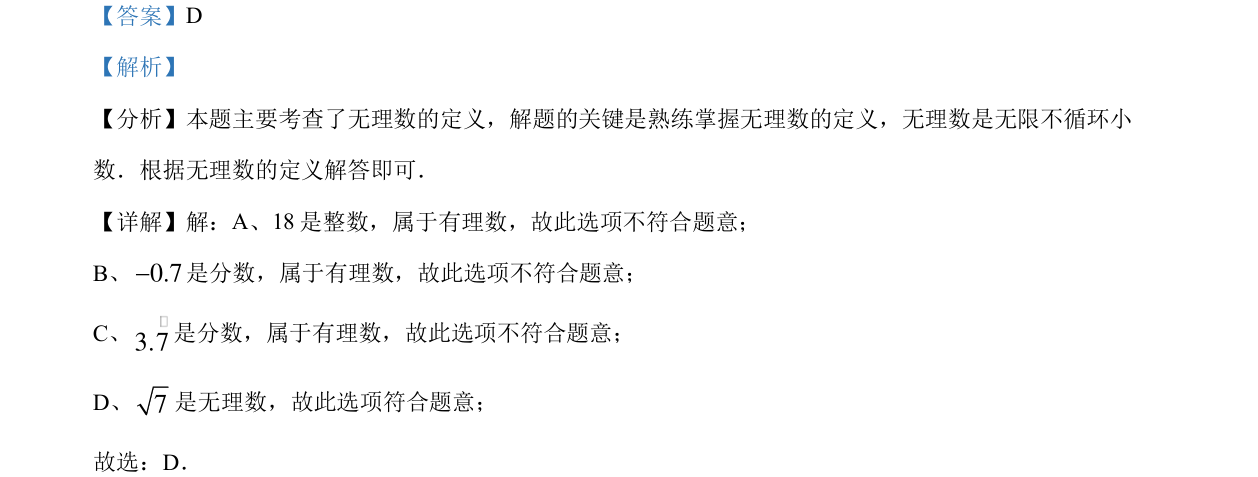 【答案】D
【解析】
【分析】本题主要考查了无理数的定义，解题的关键是熟练掌握无理数的定义，无理数是无限不循环小
数．根据无理数的定义解答即可．
【详解】解：A、18 是整数，属于有理数，故此选项不符合题意；
B、−0.7是分数，属于有理数，故此选项不符合题意；
C、3.7是分数，属于有理数，故此选项不符合题意；
D、√7 是无理数，故此选项符合题意；
故选：D．